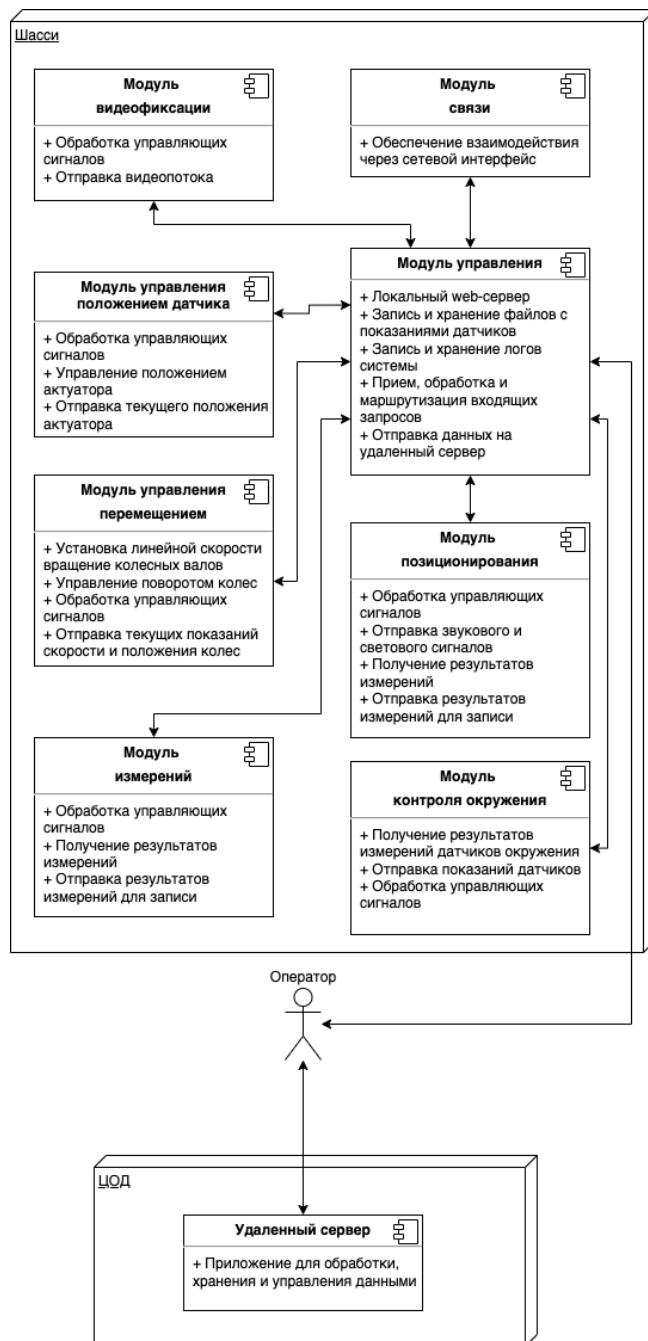 Шасси
Модуль
видеофиксации
+ Обработка управляющих
сигналов
+ Отправка видеопотока
Модуль
связи
+ Обеспечение взаимодействия
через сетевой интерфейс
Модуль управления
положением датчика
+ Обработка управляющих
сигналов
+ Управление положением
актуатора
+ Отправка текущего положения
актуатора
Модуль управления
+ Локальный web-сервер
+ Запись и хранение файлов с
показаниями датчиков
+ Запись и хранение логов
системы
+ Прием, обработка и
маршрутизация входящих
запросов
+ Отправка данных на
удаленный сервер
Модуль управления
перемещением
+ Установка линейной скорости
вращение колесных валов
+ Управление поворотом колес
+ Обработка управляющих
сигналов
+ Отправка текущих показаний
скорости и положения колес
Модуль
позиционирования
+ Обработка управляющих
сигналов
+ Отправка звукового и
светового сигналов
+ Получение результатов
измерений
+ Отправка результатов
измерений для записи
Модуль
измерений
+ Обработка управляющих
сигналов
+ Получение результатов
измерений
+ Отправка результатов
измерений для записи
Модуль
контроля окружения
+ Получение результатов
измерений датчиков окружения
+ Отправка показаний датчиков
+ Обработка управляющих
сигналов
Оператор
ЦОД
Удаленный сервер
+ Приложение для обработки,
хранения и управления данными